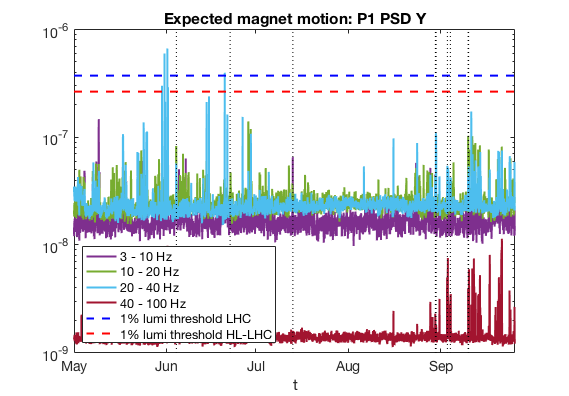 Expected magnet motion: P1 PSD Y
10-6
10-7
10-8
10-9
3 - 10 Hz
10 - 20 Hz
20 - 40 Hz
40 - 100 Hz
1% lumi threshold LHC
1% lumi threshold HL-LHC
May Jun Jul Aug Sep
t